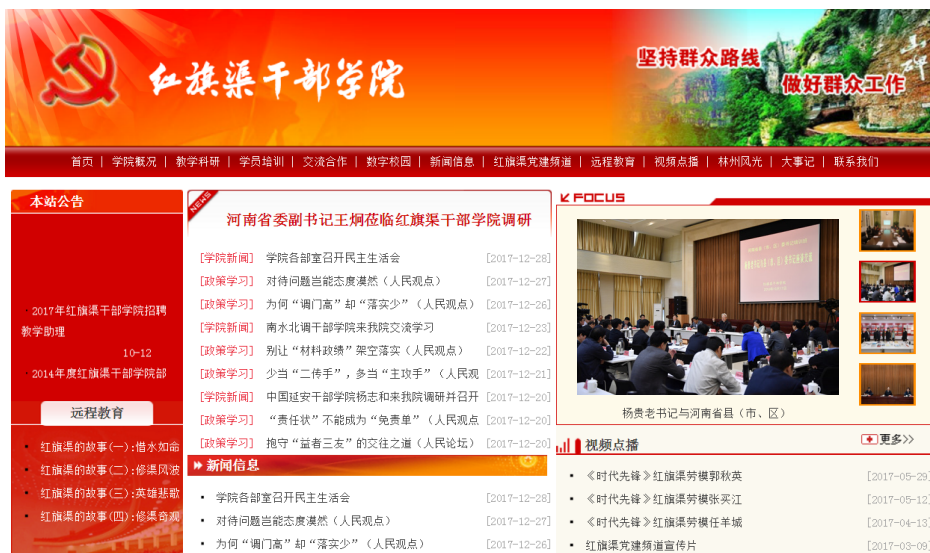 红旗渠干部学院
坚持群众路线
做好群众工作
首页 | 学院概况 | 教学科研 | 学员培训 | 交流合作 | 数字校园 | 新闻信息 | 红旗渠党建频道 | 远程教育 | 视频点播 | 林州风光 | 大事记 | 联系我们
本站公告
· 2017年红旗渠干部学院招聘
教学助理
10-12
· 2014年度红旗渠干部学院部
远程教育
• 红旗渠的故事(一):惜水如命
• 红旗渠的故事(二):修渠风波
• 红旗渠的故事(三):英雄悲歌
• 红旗渠的故事(四):修渠奇观
NEWS
河南省委副书记王炯莅临红旗渠干部学院调研
[学院新闻] 学院各部室召开民主生活会 [2017-12-28]
[政策学习] 对待问题岂能态度漠然（人民观点） [2017-12-27]
[政策学习] 为何“调门高”却“落实少”（人民观点） [2017-12-26]
[学院新闻] 南水北调干部学院来我院交流学习 [2017-12-23]
[政策学习] 别让“材料政绩”架空落实（人民观点） [2017-12-22]
[政策学习] 少当“二传手”，多当“主攻手”（人民观 [2017-12-21]
[学院新闻] 中国延安干部学院杨志和来我院调研并召开 [2017-12-20]
[政策学习] “责任状”不能成为“免责单”（人民观点 [2017-12-20]
[政策学习] 抱守“益者三友”的交往之道（人民论坛） [2017-12-20]
新闻信息
• 学院各部室召开民主生活会 [2017-12-28]
• 对待问题岂能态度漠然（人民观点） [2017-12-27]
• 为何“调门高”却“落实少”（人民观点） [2017-12-26]
FOCUS
杨贵老书记与河南省县（市、区）
视频点播
更多>>
• 《时代先锋》红旗渠劳模郭秋英 [2017-05-29]
• 《时代先锋》红旗渠劳模张买江 [2017-05-12]
• 《时代先锋》红旗渠劳模任羊城 [2017-04-13]
• 红旗渠党建频道宣传片 [2017-03-09]